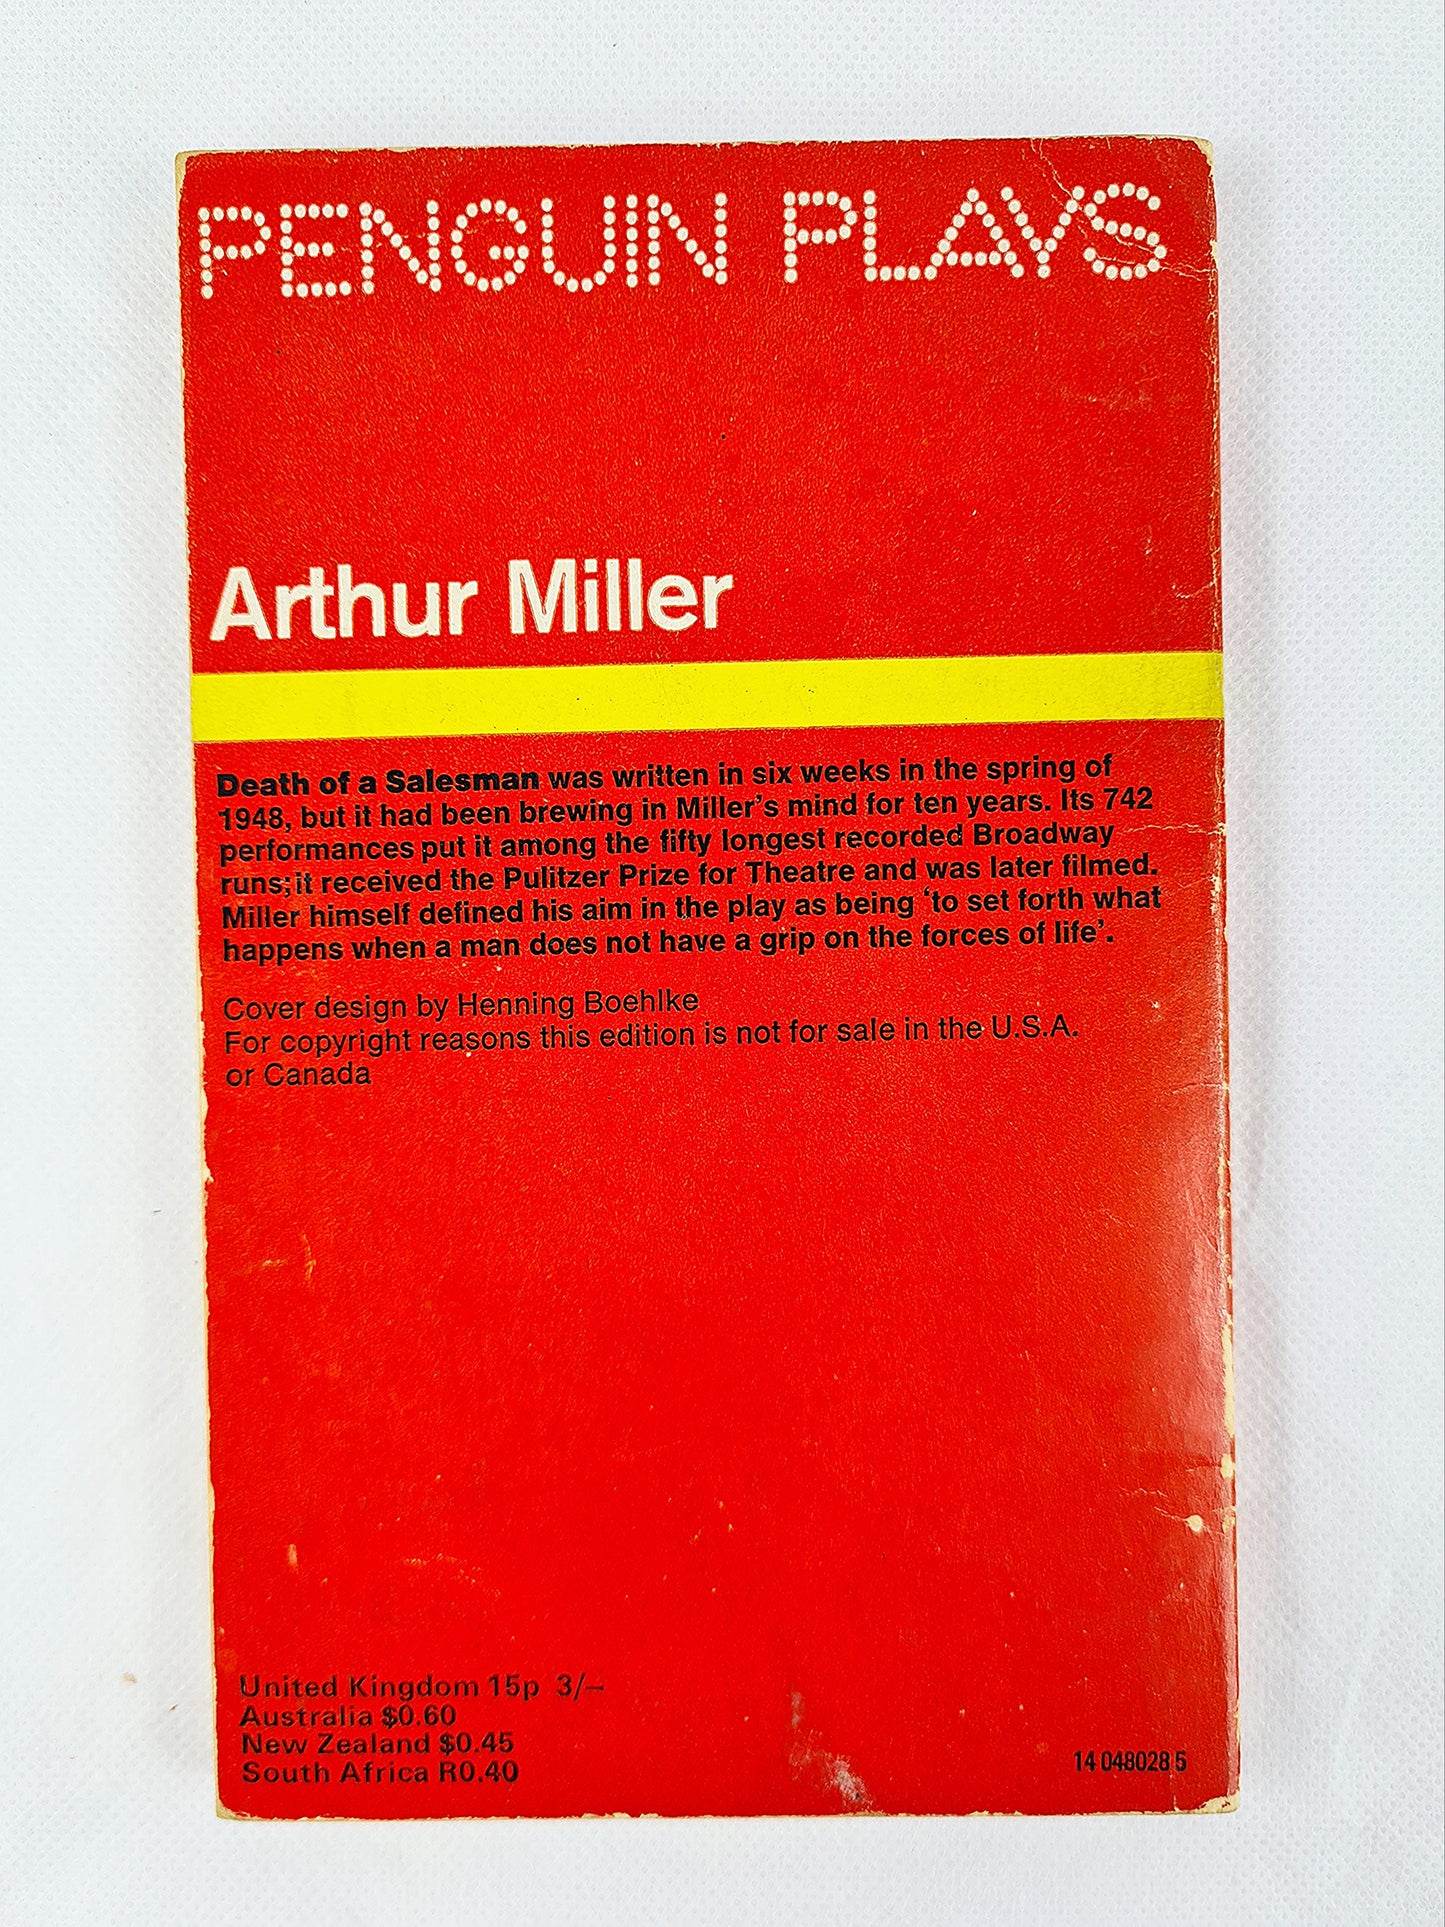 PENGUIN PLAYS
Arthur Miller
Death of a Salesman was written in six weeks in the spring of
1948, but it had been brewing in Miller's mind for ten years. Its 742
performances put it among the fifty longest recorded Broadway
runs; it received the Pulitzer Prize for Theatre and was later filmed.
Miller himself defined his aim in the play as being ‘to set forth what
happens when a man does not have a grip on the forces of life’.
Cover design by Henning Boehlke
For copyright reasons this edition is not for sale in the U.S.A.
or Canada
United Kingdom 15p 3/–
Australia $0.60
New Zealand $0.45
South Africa R0.40
14 048028 5